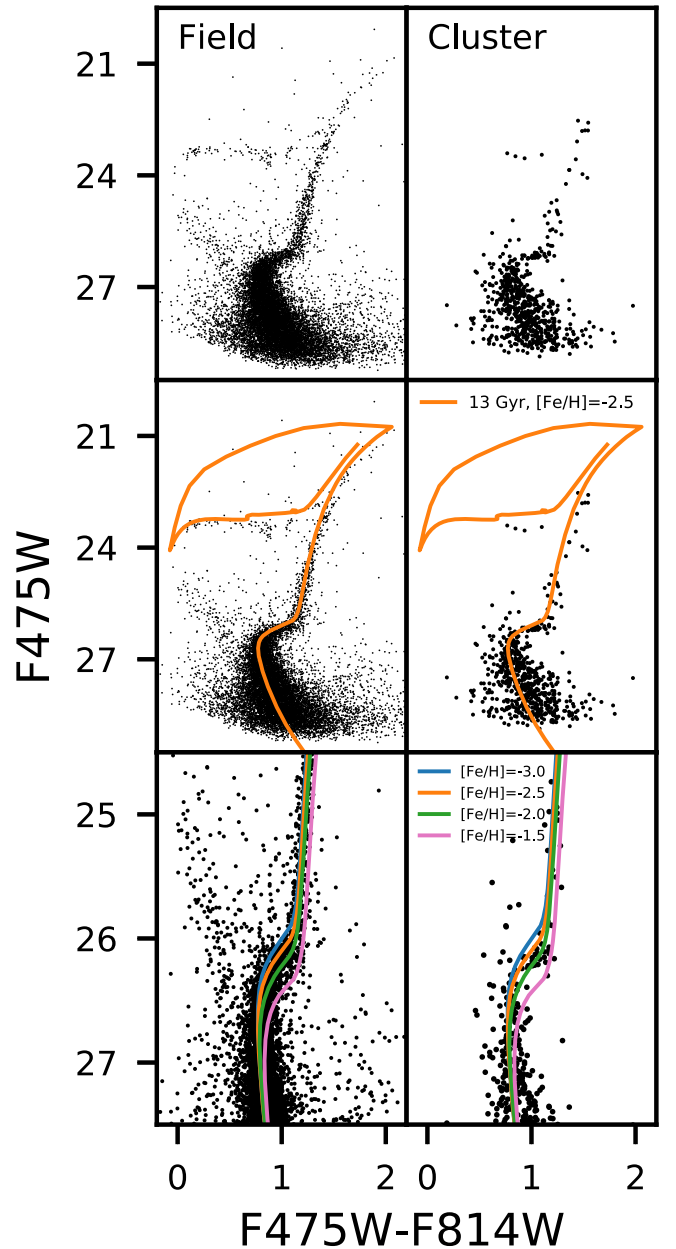 Field
Cluster
21
24
27
13 Gyr, [Fe/H]=-2.5
21
24
27
F475W
[Fe/H]=-3.0
[Fe/H]=-2.5
[Fe/H]=-2.0
[Fe/H]=-1.5
25
26
27
0 1 2 0 1 2
F475W-F814W